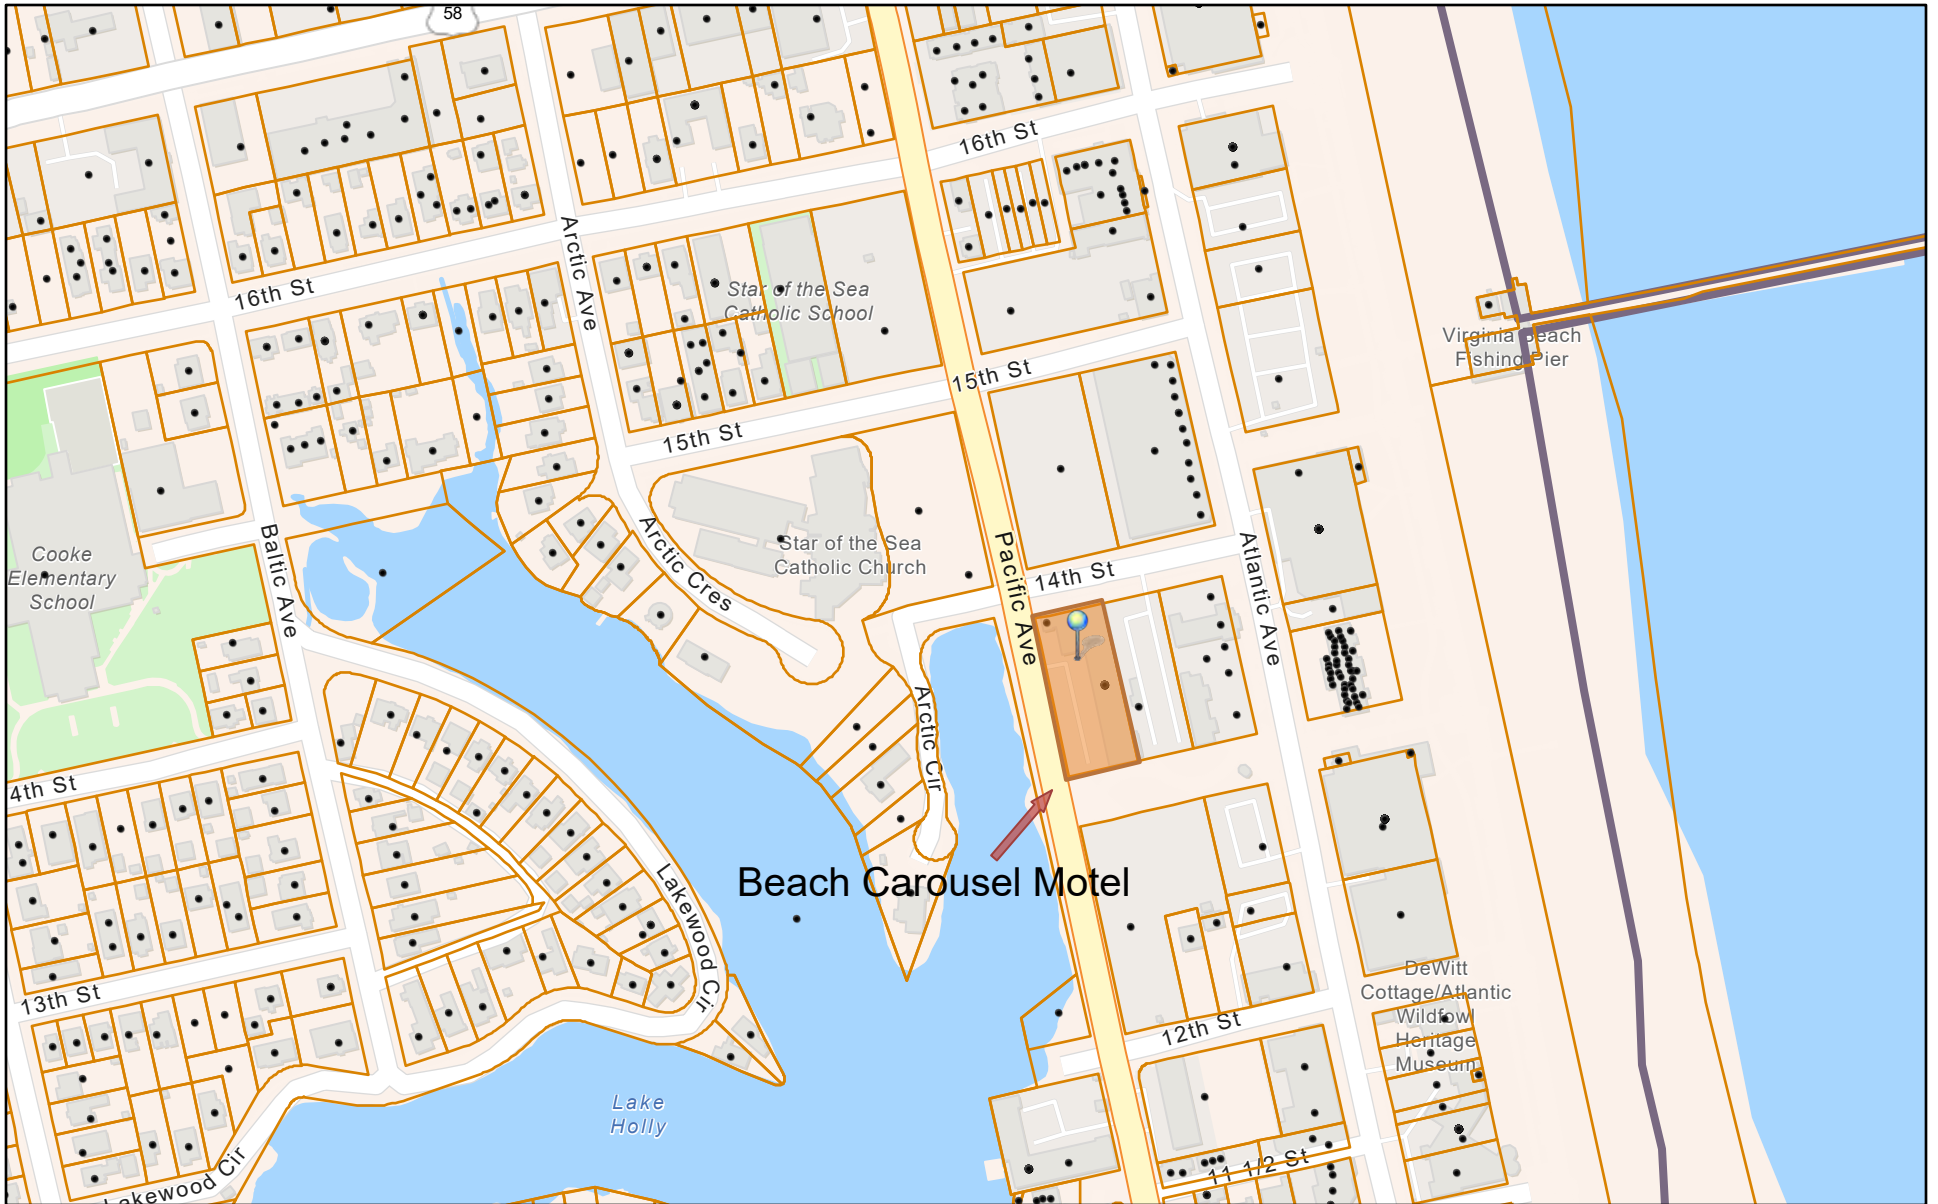 58
16th St
Arctic Ave
16th St
Star of the Sea
Catholic School
Virginia Beach
Fishing Pier
15th St
15th St
Cooke
Elementary
School
Baltic Ave
Arctic Cres
Star of the Sea
Catholic Church
Pacific Ave
14th St
Atlantic Ave
Arctic Cir
4th St
Beach Carousel Motel
Lakewood Cir
13th St
DeWitt
Cottage/Atlantic
Wildfowl
Heritage
Museum
12th St
Lake
Holly
11 1/2 St
Lakewood Cir